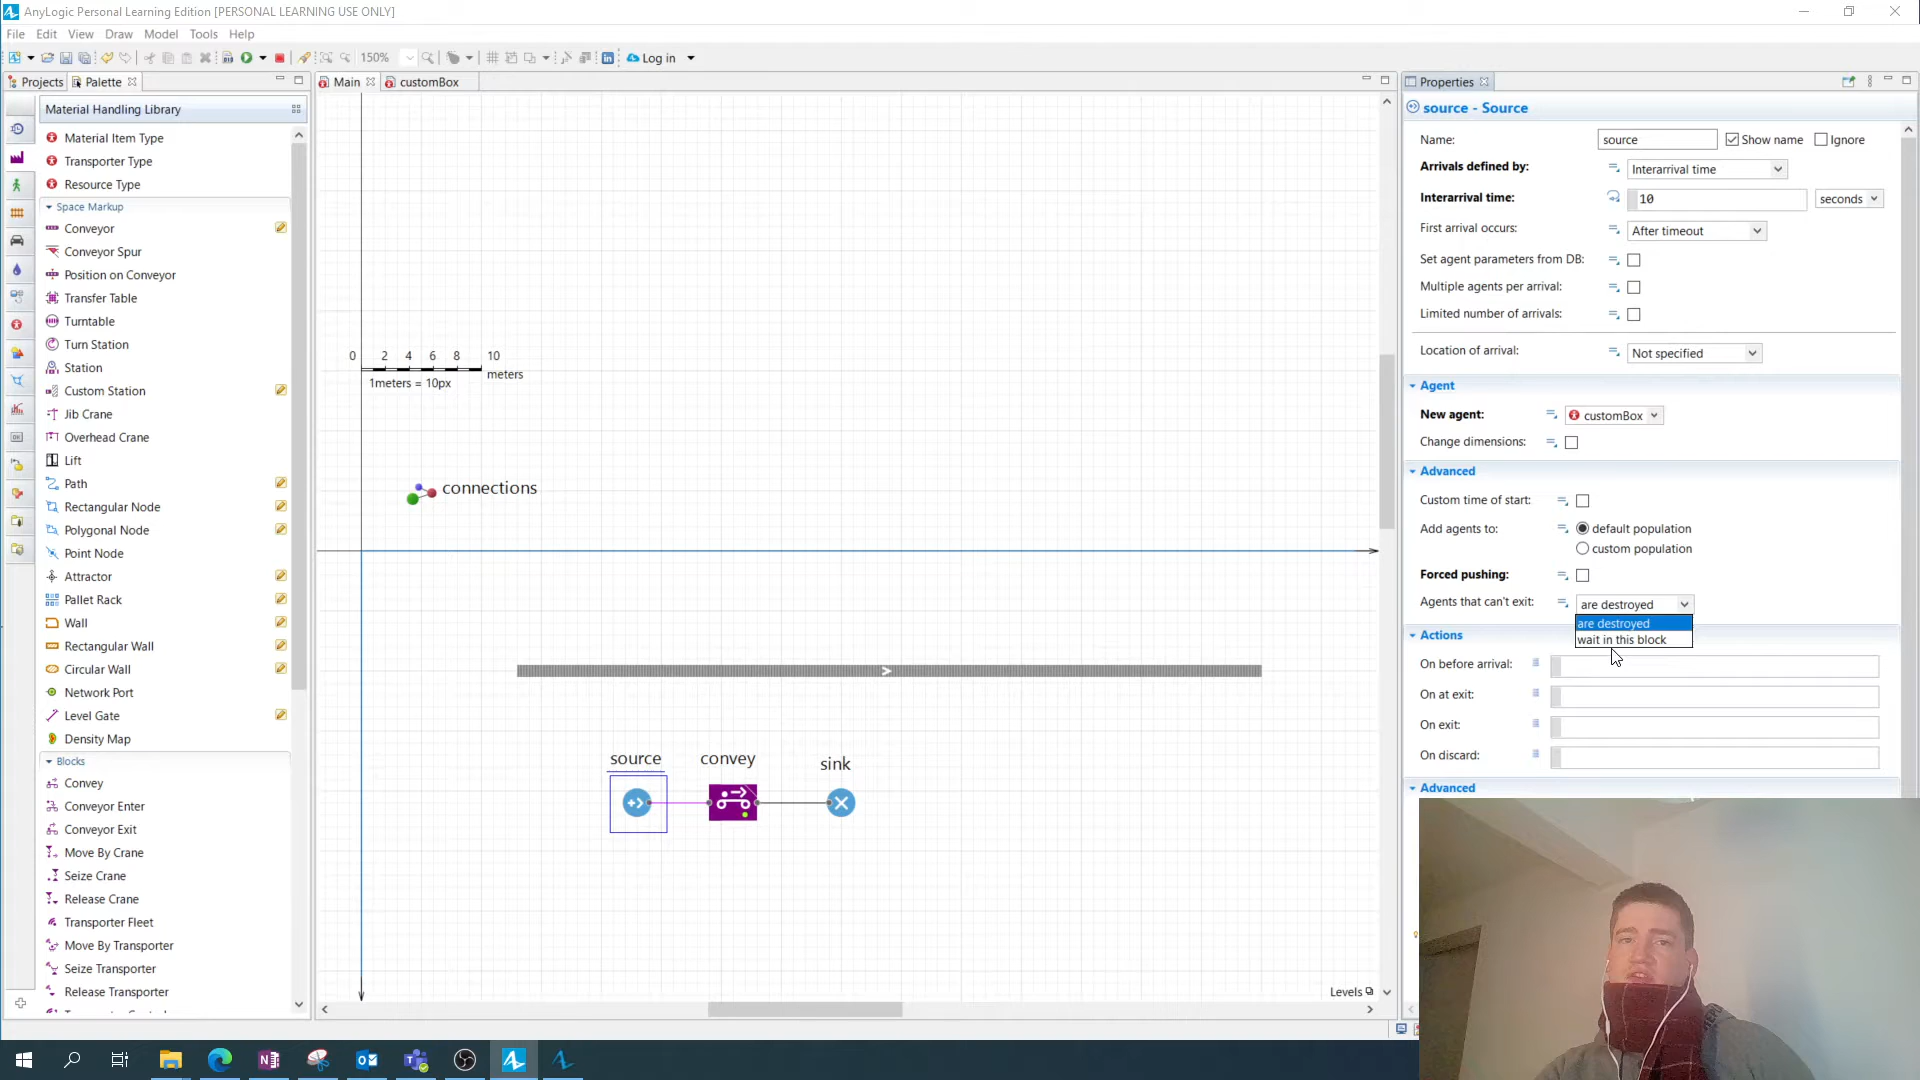 AnyLogic Personal Learning Edition [PERSONAL LEARNING USE ONLY]
File Edit View Draw Model Tools Help
150% Log in
Projects Palette
Main customBox
Properties
Material Handling Library
Material Item Type
Transporter Type
Resource Type
Space Markup
Conveyor
Conveyor Spur
Position on Conveyor
Transfer Table
Turntable
Turn Station
Station
Custom Station
Jib Crane
Overhead Crane
Lift
Path
Rectangular Node
Polygonal Node
Point Node
Attractor
Pallet Rack
Wall
Rectangular Wall
Circular Wall
Network Port
Level Gate
Density Map
Blocks
Convey
Conveyor Enter
Conveyor Exit
Move By Crane
Seize Crane
Release Crane
Transporter Fleet
Move By Transporter
Seize Transporter
Release Transporter
0 2 4 6 8 10
meters
1meters = 10px
connections
source convey sink
Levels
source - Source
Name: source Show name Ignore
Arrivals defined by: Interarrival time
Interarrival time: 10 seconds
First arrival occurs: After timeout
Set agent parameters from DB:
Multiple agents per arrival:
Limited number of arrivals:
Location of arrival: Not specified
Agent
New agent: customBox
Change dimensions:
Advanced
Custom time of start:
Add agents to: default population
custom population
Forced pushing:
Agents that can't exit: are destroyed
are destroyed
wait in this block
Actions
On before arrival:
On at exit:
On exit:
On discard:
Advanced